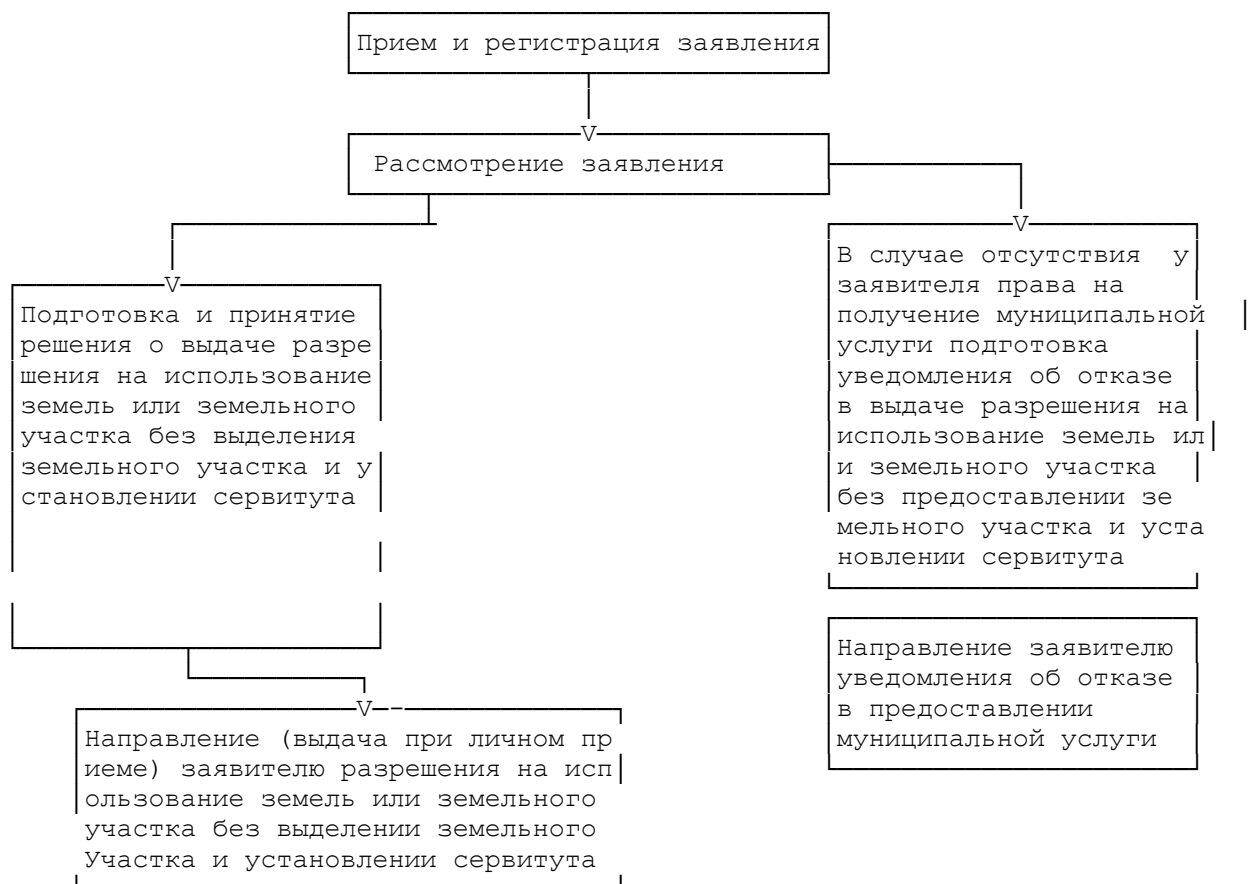 Прием и регистрация заявления
Рассмотрение заявления
Подготовка и принятие
решения о выдаче разре
шения на использование
земель или земельного
участка без выделения
земельного участка и у
становлении сервитута
В случае отсутствия у
заявителя права на
получение муниципальной
услуги подготовка
уведомления об отказе
в выдаче разрешения на
использование земель ил
и земельного участка
без предоставлении зе
мельного участка и уста
новлении сервитута
Направление заявителю
уведомления об отказе
в предоставлении
муниципальной услуги
Направление (выдача при личном пр
иеме) заявителю разрешения на исп
ользование земель или земельного
участка без выделении земельного
Участка и установлении сервитута